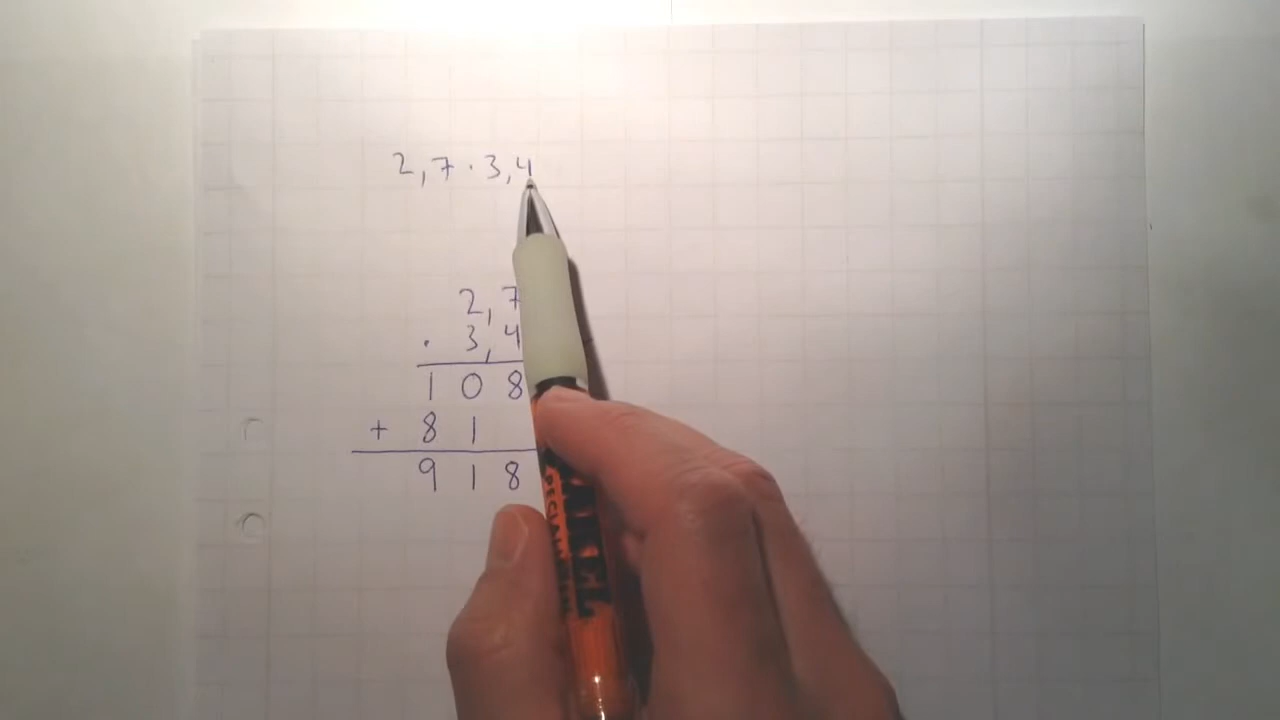 2,7 · 3,4
2,7
· 3,4
1 0 8
+ 8 1
9 1 8